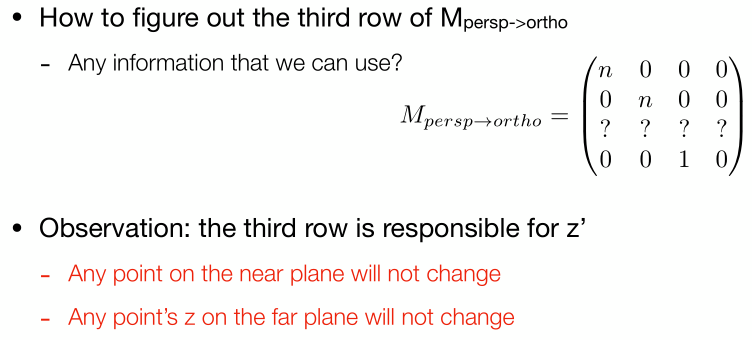 • How to figure out the third row of Mpersp->ortho
- Any information that we can use?
M_{persp→ortho} = \begin{pmatrix} n & 0 & 0 & 0 \\ 0 & n & 0 & 0 \\ ? & ? & ? & ? \\ 0 & 0 & 1 & 0 \end{pmatrix}
• Observation: the third row is responsible for z’
- Any point on the near plane will not change
- Any point’s z on the far plane will not change